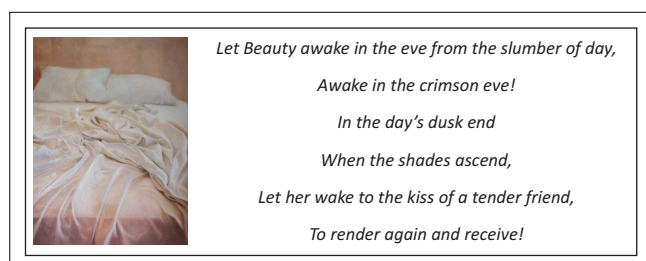 Let Beauty awake in the eve from the slumber of day,
Awake in the crimson eve!
In the day’s dusk end
When the shades ascend,
Let her wake to the kiss of a tender friend,
To render again and receive!